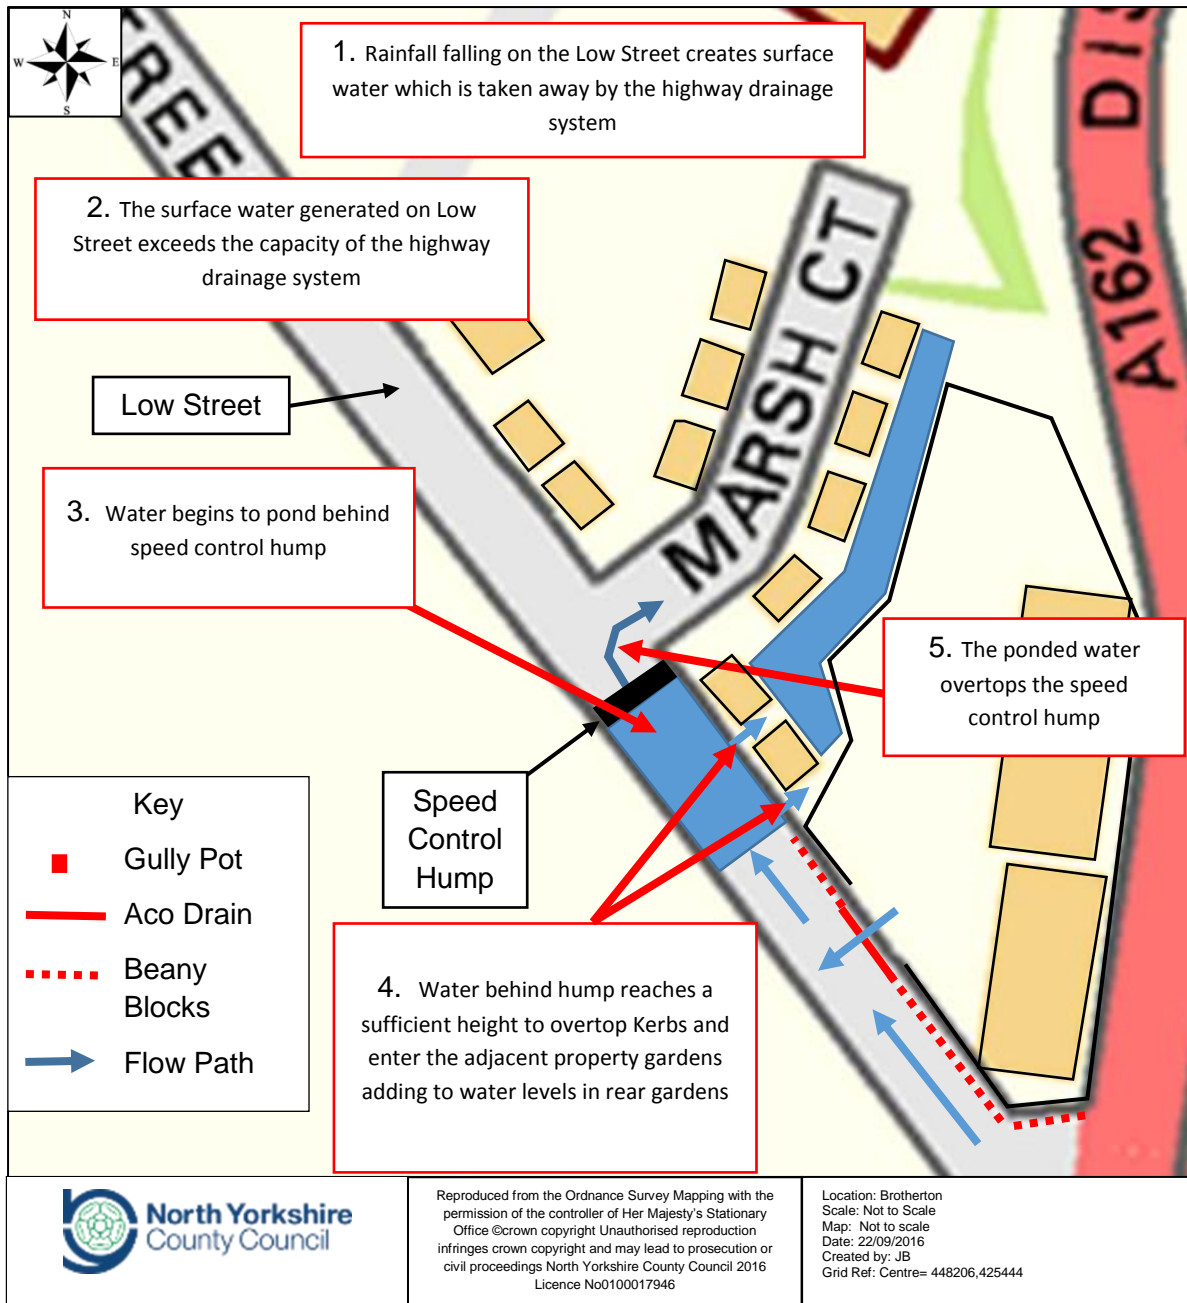 N
W E
S
TREE
1. Rainfall falling on the Low Street creates surface
water which is taken away by the highway drainage
system
DIS
A162
2. The surface water generated on Low
Street exceeds the capacity of the highway
drainage system
MARSH CT
Low Street
3. Water begins to pond behind
speed control hump
5. The ponded water
overtops the speed
control hump
Speed
Control
Hump
4. Water behind hump reaches a
sufficient height to overtop Kerbs and
enter the adjacent property gardens
adding to water levels in rear gardens
Key
Gully Pot
Aco Drain
Beany
Blocks
Flow Path
North Yorkshire
County Council
Reproduced from the Ordnance Survey Mapping with the
permission of the controller of Her Majesty's Stationary
Office ©crown copyright Unauthorised reproduction
infringes crown copyright and may lead to prosecution or
civil proceedings North Yorkshire County Council 2016
Licence No0100017946
Location: Brotherton
Scale: Not to Scale
Map: Not to scale
Date: 22/09/2016
Created by: JB
Grid Ref: Centre= 448206,425444